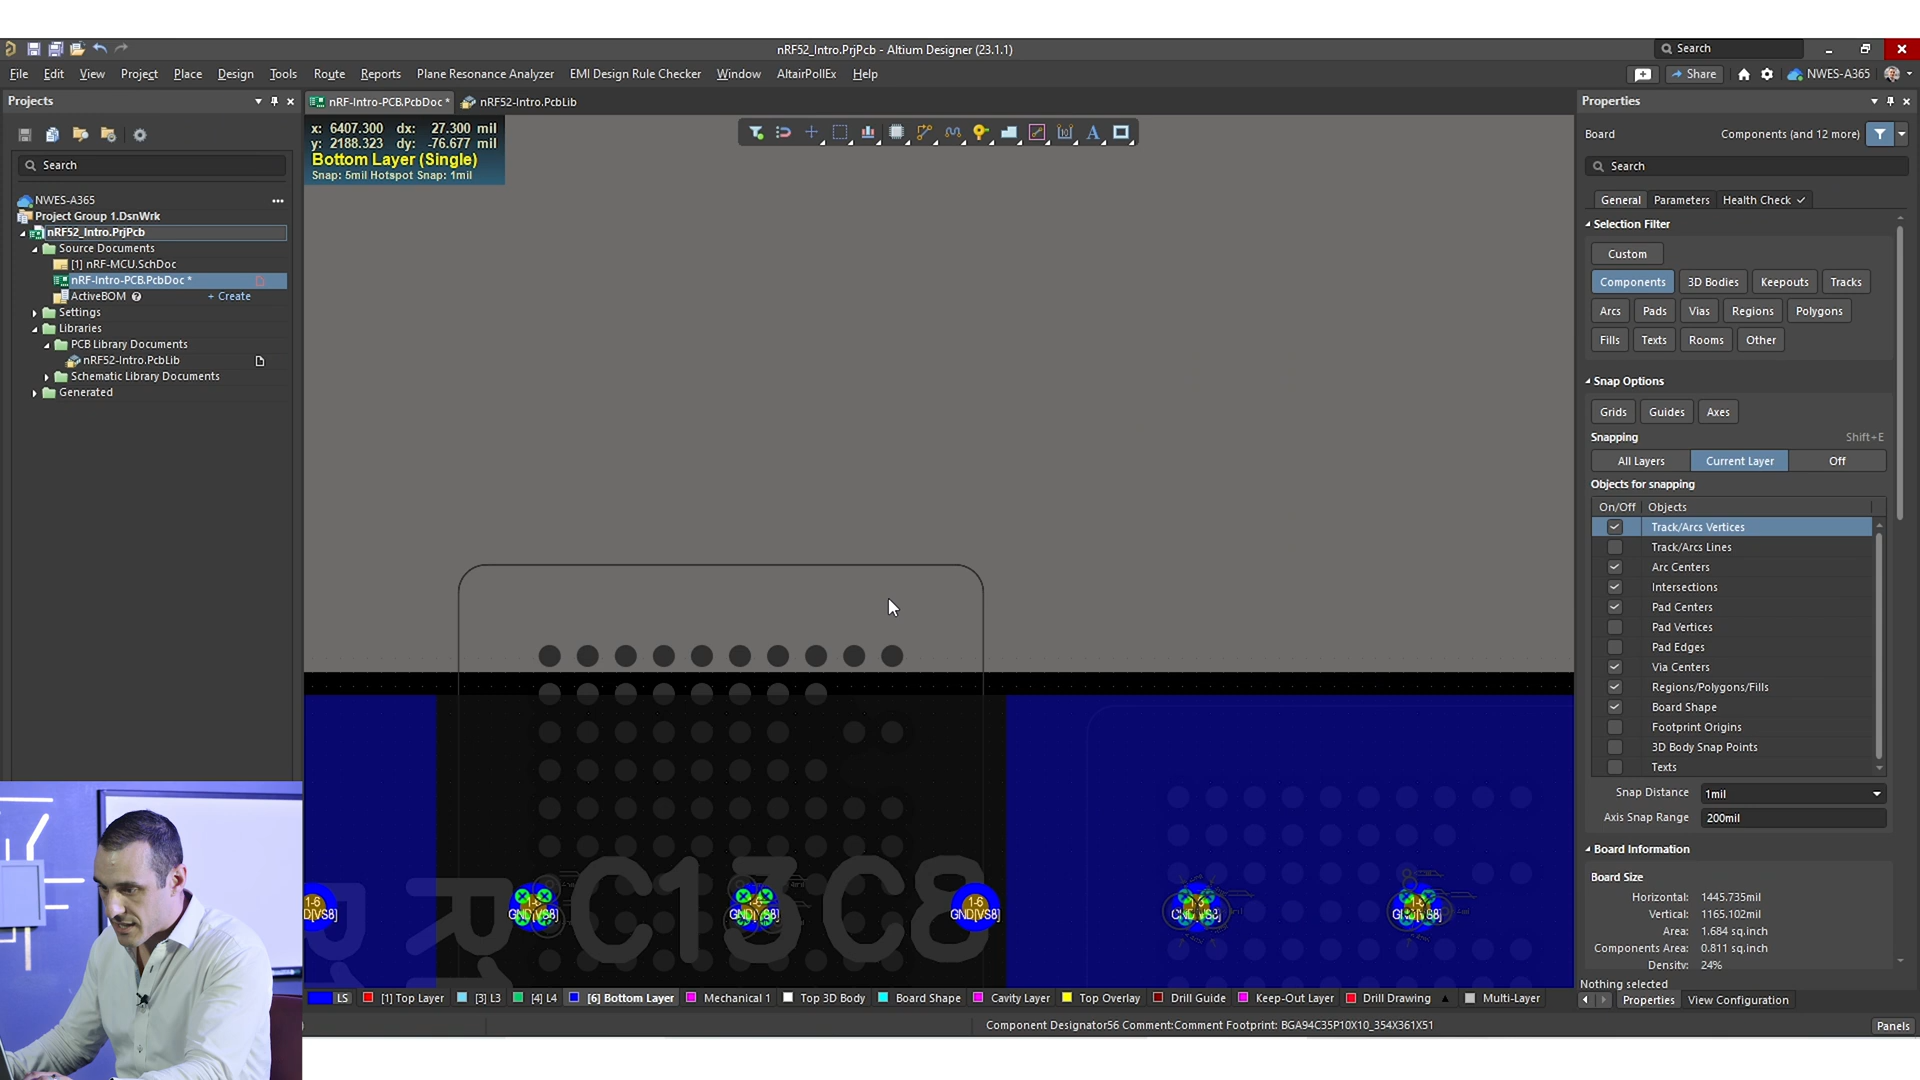 nRF52_Intro.PrjPcb - Altium Designer (23.1.1)
Search
File Edit View Project Place Design Tools Route Reports Plane Resonance Analyzer EMI Design Rule Checker Window AltairPollEx Help
Share
NWES-A365
Projects
nRF-Intro-PCB.PcbDoc *
nRF52-Intro.PcbLib
Properties
x: 6407.300 dx: 27.300 mil
y: 2188.323 dy: -76.677 mil
Bottom Layer (Single)
Snap: 5mil Hotspot Snap: 1mil
Board
Components (and 12 more)
Search
Search
NWES-A365
Project Group 1.DsnWrk
nRF52_Intro.PrjPcb
Source Documents
[1] nRF-MCU.SchDoc
nRF-Intro-PCB.PcbDoc *
ActiveBOM
+ Create
Settings
Libraries
PCB Library Documents
nRF52-Intro.PcbLib
Schematic Library Documents
Generated
General Parameters Health Check
Selection Filter
Custom
Components 3D Bodies Keepouts Tracks
Arcs Pads Vias Regions Polygons
Fills Texts Rooms Other
Snap Options
Grids Guides Axes
Snapping Shift+E
All Layers Current Layer Off
Objects for snapping
On/Off Objects
Track/Arcs Vertices
Track/Arcs Lines
Arc Centers
Intersections
Pad Centers
Pad Vertices
Pad Edges
Via Centers
Regions/Polygons/Fills
Board Shape
Footprint Origins
3D Body Snap Points
Texts
Snap Distance 1mil
Axis Snap Range 200mil
Board Information
Board Size
Horizontal: 1445.735mil
Vertical: 1165.102mil
Area: 1.684 sq.inch
Components Area: 0.811 sq.inch
Density: 24%
Nothing selected
C13 C8
1-6
GND[VS8]
GND[VS8]
GND[VS8]
GND[VS8]
LS [1] Top Layer [3] L3 [4] L4 [6] Bottom Layer Mechanical 1 Top 3D Body Board Shape Cavity Layer Top Overlay Drill Guide Keep-Out Layer Drill Drawing Multi-Layer
Properties View Configuration
Component Designator56 Comment:Comment Footprint: BGA94C35P10X10_354X361X51
Panels